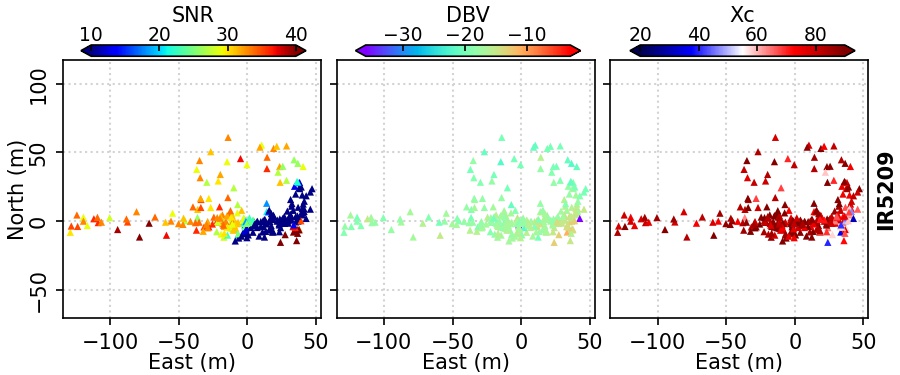 SNR DBV Xc
10 20 30 40 −30 −20 −10 20 40 60 80
North (m)
100
50
0
−50
IR5209
−100 −50 0 50 −100 −50 0 50 −100 −50 0 50
East (m) East (m) East (m)